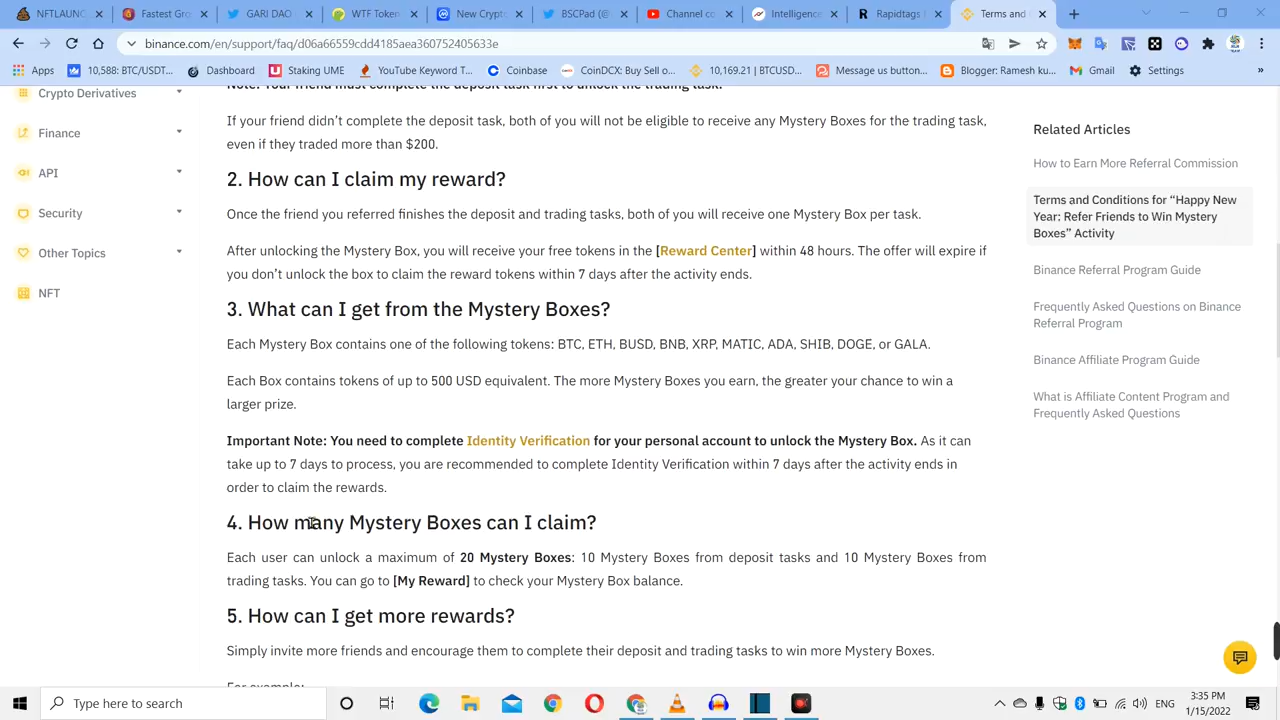 Fastest Gro
NFT Launch
New Tab
BSCPad (@
Intelligence
Rapidtags |
Terms and
binance.com/en/support/faq/d06a66559cdd4185aea360752405633e
Apps
10,588: BTC/USDT...
Dashboard
Staking UME
YouTube Keyword T...
Coinbase
CoinDCX: Buy Sel o...
10,169.21 | BTCUSD...
Message us button...
Blogger: Ramesh ku...
Gmail
Settings
Crypto Derivatives
Finance
API
Security
Other Topics
NFT
Note: Your friend must complete the deposit task first to unlock the trading task.
If your friend didn’t complete the deposit task, both of you will not be eligible to receive any Mystery Boxes for the trading task,
even if they traded more than $200.
2. How can I claim my reward?
Once the friend you referred finishes the deposit and trading tasks, both of you will receive one Mystery Box per task.
After unlocking the Mystery Box, you will receive your free tokens in the [Reward Center] within 48 hours. The offer will expire if
you don’t unlock the box to claim the reward tokens within 7 days after the activity ends.
3. What can I get from the Mystery Boxes?
Each Mystery Box contains one of the following tokens: BTC, ETH, BUSD, BNB, XRP, MATIC, ADA, SHIB, DOGE, or GALA.
Each Box contains tokens of up to 500 USD equivalent. The more Mystery Boxes you earn, the greater your chance to win a
larger prize.
Important Note: You need to complete Identity Verification for your personal account to unlock the Mystery Box. As it can
take up to 7 days to process, you are recommended to complete Identity Verification within 7 days after the activity ends in
order to claim the rewards.
4. How many Mystery Boxes can I claim?
Each user can unlock a maximum of 20 Mystery Boxes: 10 Mystery Boxes from deposit tasks and 10 Mystery Boxes from
trading tasks. You can go to [My Reward] to check your Mystery Box balance.
5. How can I get more rewards?
Simply invite more friends and encourage them to complete their deposit and trading tasks to win more Mystery Boxes.
For example:
Related Articles
How to Earn More Referral Commission
Terms and Conditions for “Happy New
Year: Refer Friends to Win Mystery
Boxes” Activity
Binance Referral Program Guide
Frequently Asked Questions on Binance
Referral Program
Binance Affiliate Program Guide
What is Affiliate Content Program and
Frequently Asked Questions
Type here to search
ENG
3:35 PM
1/15/2022